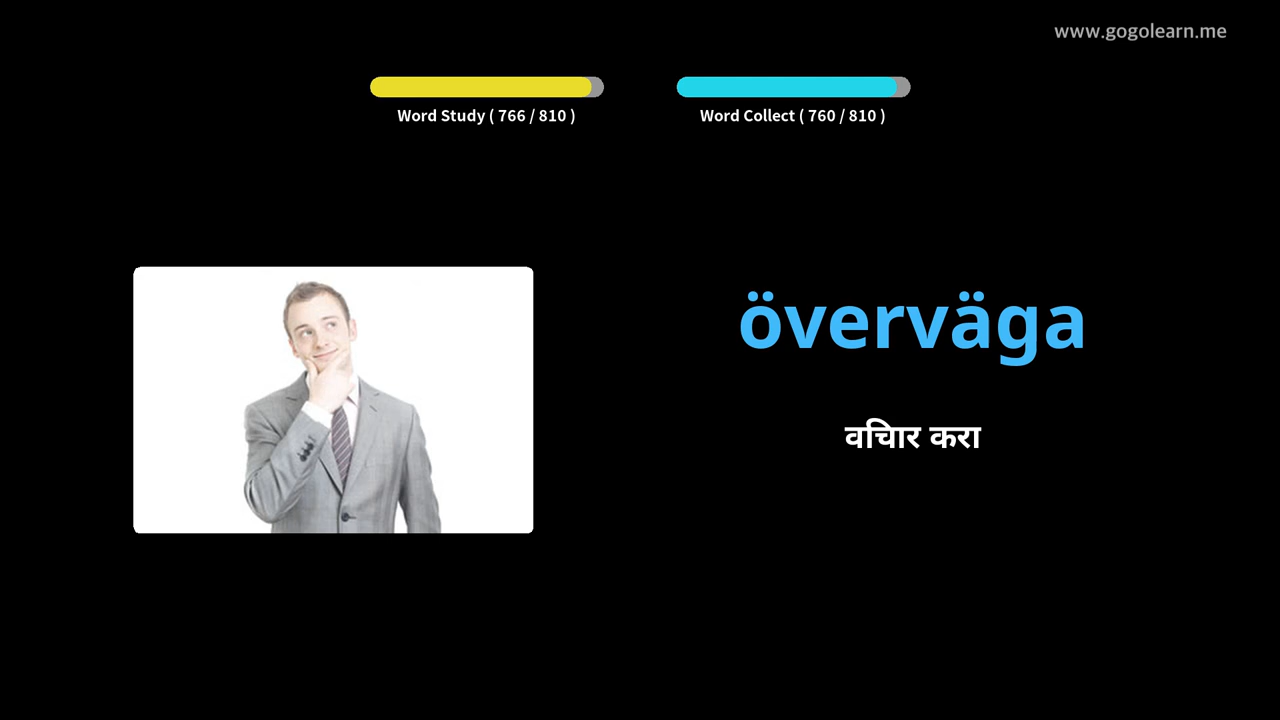 www.gogolearn.me
Word Study ( 766 / 810 )
Word Collect ( 760 / 810 )
överväga
वचिार करा